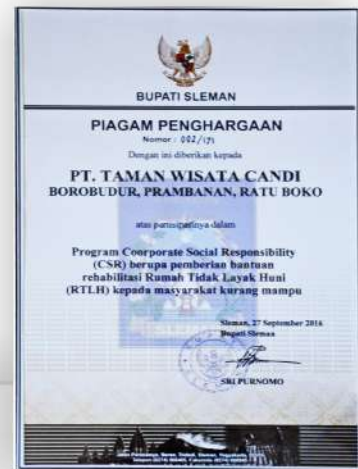 BUPATI SLEMAN
PIAGAM PENGHARGAAN
Nomor : 002/171
Dengan ini diberikan kepada
PT. TAMAN WISATA CANDI
BOROBUDUR, PRAMBANAN, RATU BOKO
atas partisipasinya dalam
Program Coorporate Social Responsibility
(CSR) berupa pemberian bantuan
rehabilitasi Rumah Tidak Layak Huni
(RTLH) kepada masyarakat kurang mampu
Sleman, 27 September 2016
Bupati Sleman
SRI PURNOMO